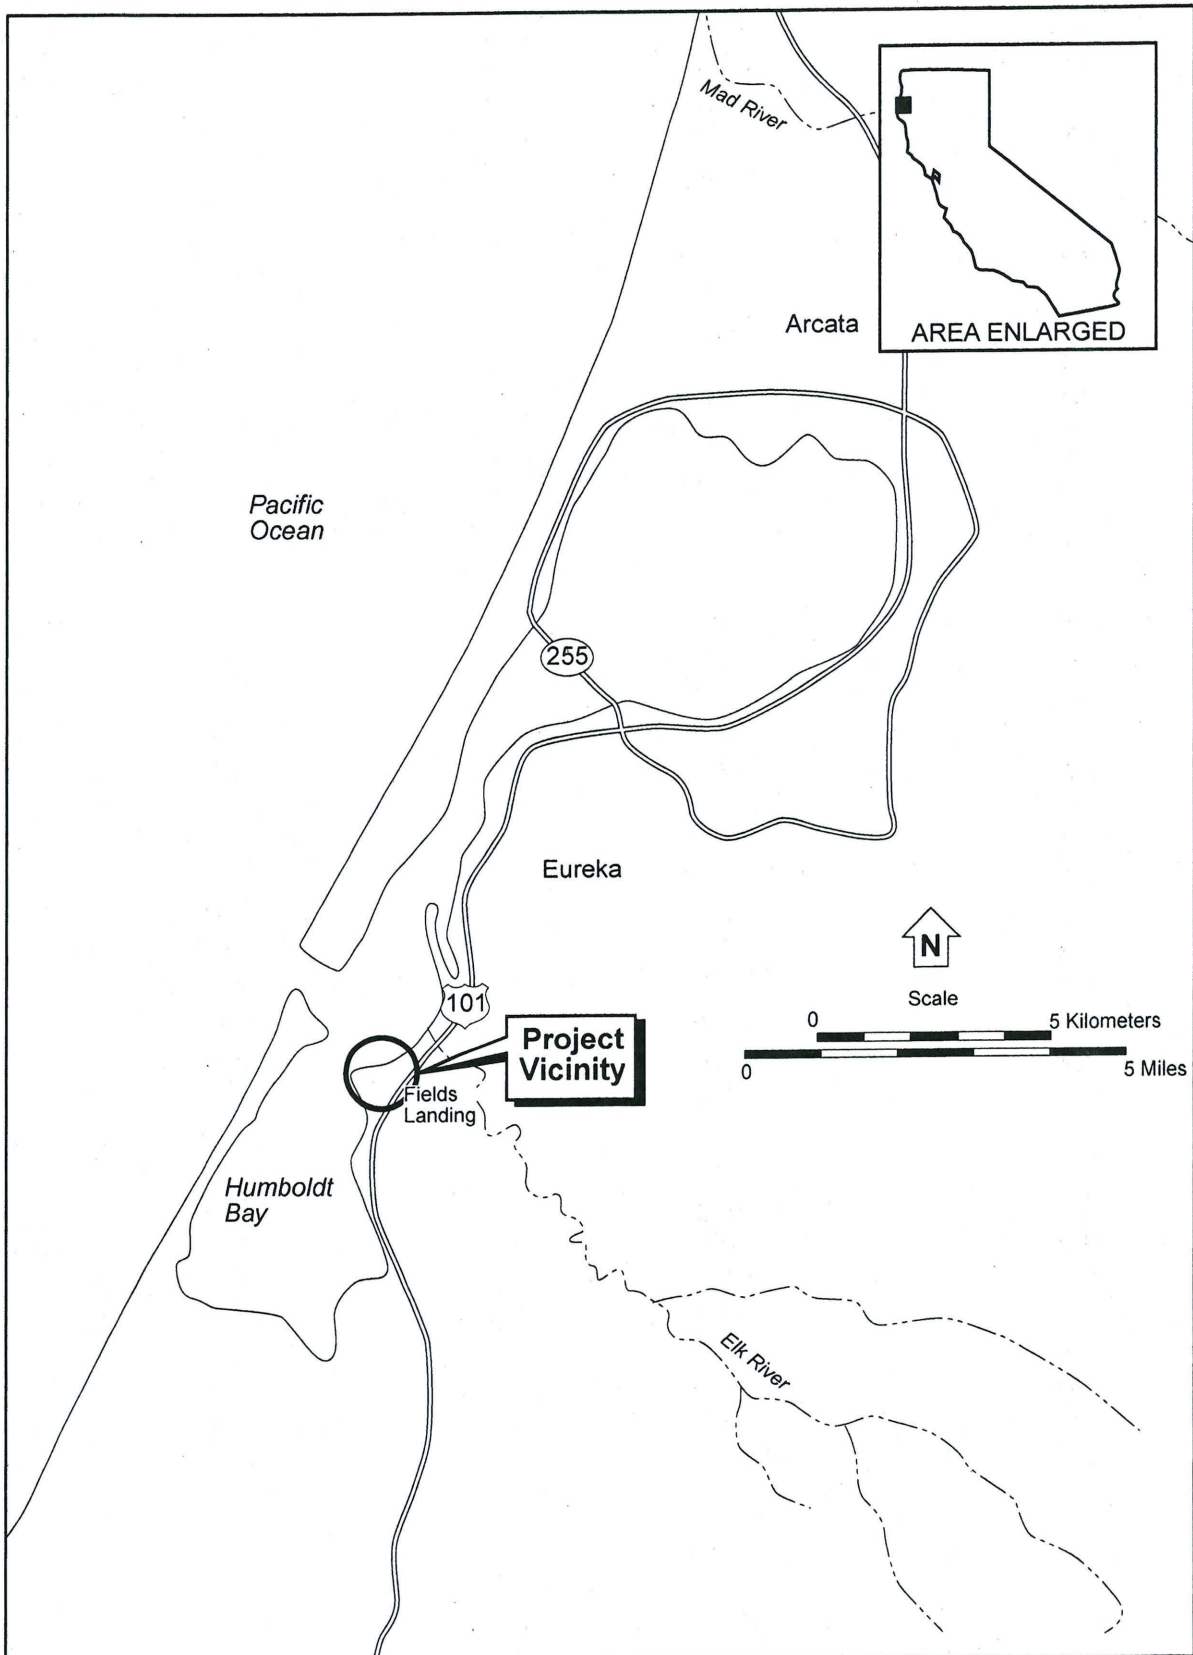 Mad River
Arcata
AREA ENLARGED
Pacific
Ocean
255
Eureka
N
Scale
0
5 Kilometers
0
5 Miles
101
Project
Vicinity
Fields
Landing
Humboldt
Bay
Elk River